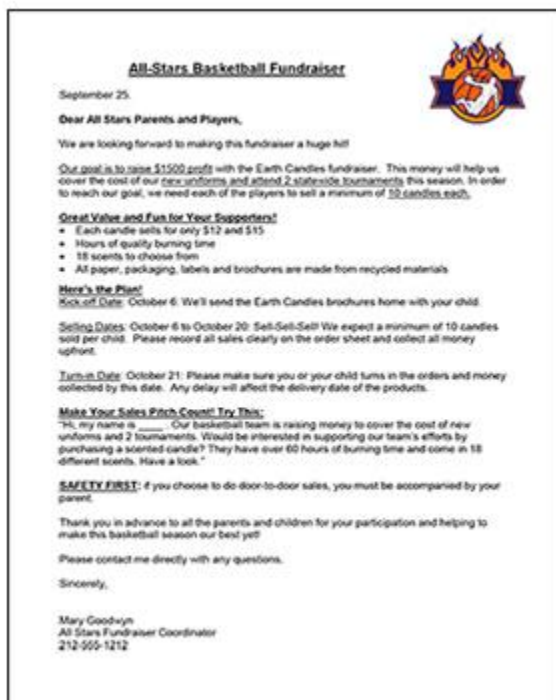 All-Stars Basketball Fundraiser
September 25.
Dear All Stars Parents and Players,
We are looking forward to making this fundraiser a huge hit!
Our goal is to raise $1500 profit with the Earth Candles fundraiser. This money will help us
cover the cost of our new uniforms and attend 2 statewide tournaments this season. In order
to reach our goal, we need each of the players to sell a minimum of 10 candles each.
Great Value and Fun for Your Supporters!
• Each candle sells for only $12 and $15
• Hours of quality burning time
• 18 scents to choose from
• All paper, packaging, labels and brochures are made from recycled materials
Here's the Plan!
Kick off Date: October 6: We'll send the Earth Candles brochures home with your child.
Selling Dates: October 6 to October 20: Sell-Sell-Sell! We expect a minimum of 10 candles
sold per child. Please record all sales clearly on the order sheet and collect all money
upfront.
Turn-in Date: October 21: Please make sure you or your child turns in the orders and money
collected by this date. Any delay will affect the delivery date of the products.
Make Your Sales Pitch Count! Try This:
"Hi, my name is ____ . Our basketball team is raising money to cover the cost of new
uniforms and 2 tournaments. Would be interested in supporting our team's efforts by
purchasing a scented candle? They have over 60 hours of burning time and come in 18
different scents. Have a look."
SAFETY FIRST: if you choose to do door-to-door sales, you must be accompanied by your
parent.
Thank you in advance to all the parents and children for your participation and helping to
make this basketball season our best yet!
Please contact me directly with any questions.
Sincerely,
Mary Goodwyn
All Stars Fundraiser Coordinator
212-555-1212